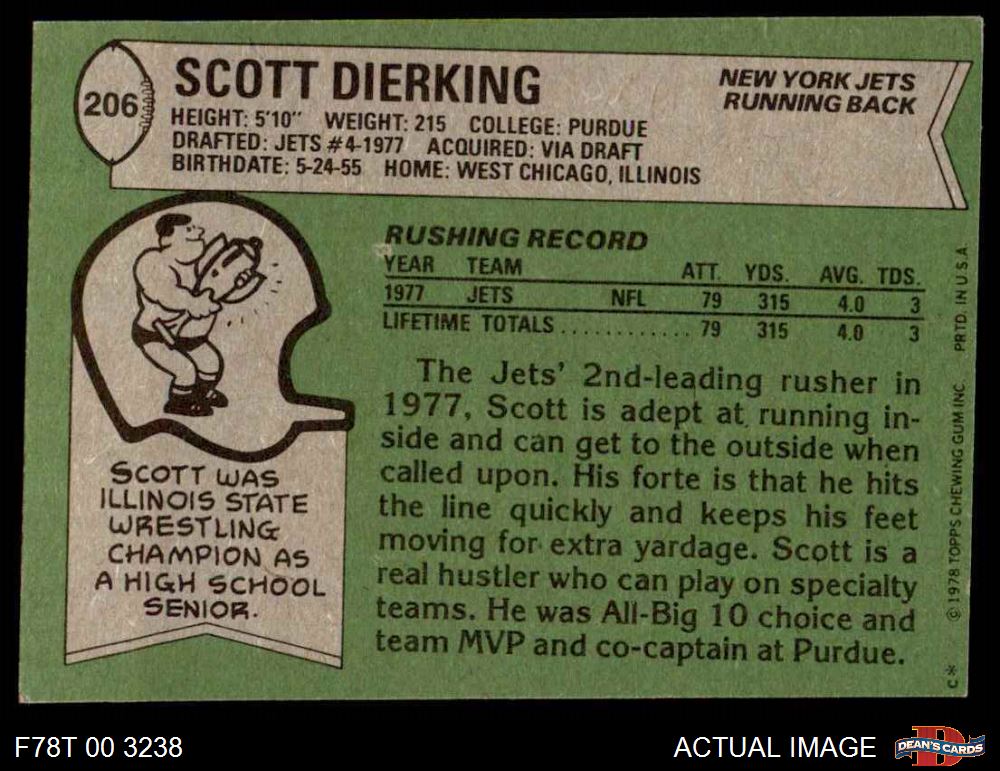 206
SCOTT DIERKING
NEW YORK JETS
RUNNING BACK
HEIGHT: 5'10" WEIGHT: 215 COLLEGE: PURDUE
DRAFTED: JETS #4-1977 ACQUIRED: VIA DRAFT
BIRTHDATE: 5-24-55 HOME: WEST CHICAGO, ILLINOIS
RUSHING RECORD
YEAR TEAM ATT. YDS. AVG. TDS.
1977 JETS NFL 79 315 4.0 3
LIFETIME TOTALS ............ 79 315 4.0 3
The Jets' 2nd-leading rusher in
1977, Scott is adept at running in-
side and can get to the outside when
called upon. His forte is that he hits
the line quickly and keeps his feet
moving for extra yardage. Scott is a
real hustler who can play on specialty
teams. He was All-Big 10 choice and
team MVP and co-captain at Purdue.
SCOTT WAS
ILLINOIS STATE
WRESTLING
CHAMPION AS
A HIGH SCHOOL
SENIOR.
C* © 1978 TOPPS CHEWING GUM INC. PRTD. IN U.S.A
F78T 00 3238
ACTUAL IMAGE
D
DEAN'S CARDS